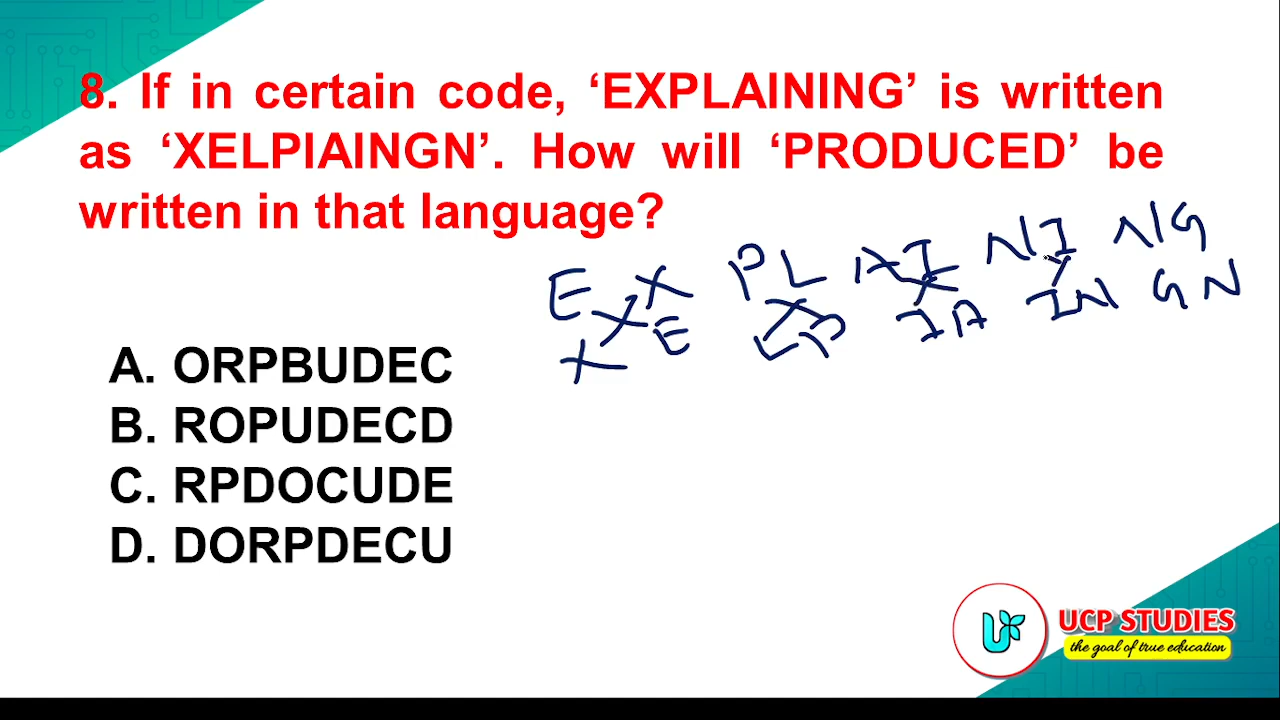 8. If in certain code, ‘EXPLAINING’ is written
as ‘XELPIAINGN’. How will ‘PRODUCED’ be
written in that language?
EX PL AI NI NG
XE LP IA IN GN
A. ORPBUDEC
B. ROPUDECD
C. RPDOCUDE
D. DORPDECU
UCP STUDIES
the goal of true education